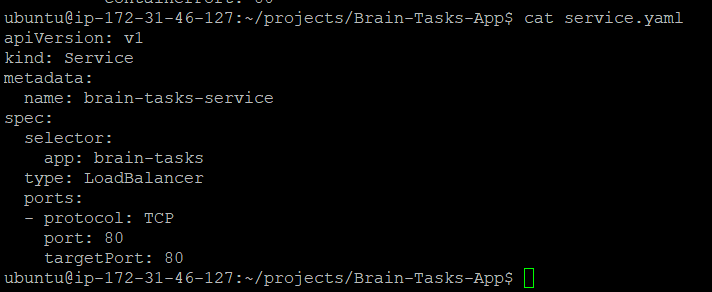 ubuntu@ip-172-31-46-127:~/projects/Brain-Tasks-App$ cat service.yaml
apiVersion: v1
kind: Service
metadata:
  name: brain-tasks-service
spec:
  selector:
    app: brain-tasks
  type: LoadBalancer
  ports:
  - protocol: TCP
    port: 80
    targetPort: 80
ubuntu@ip-172-31-46-127:~/projects/Brain-Tasks-App$